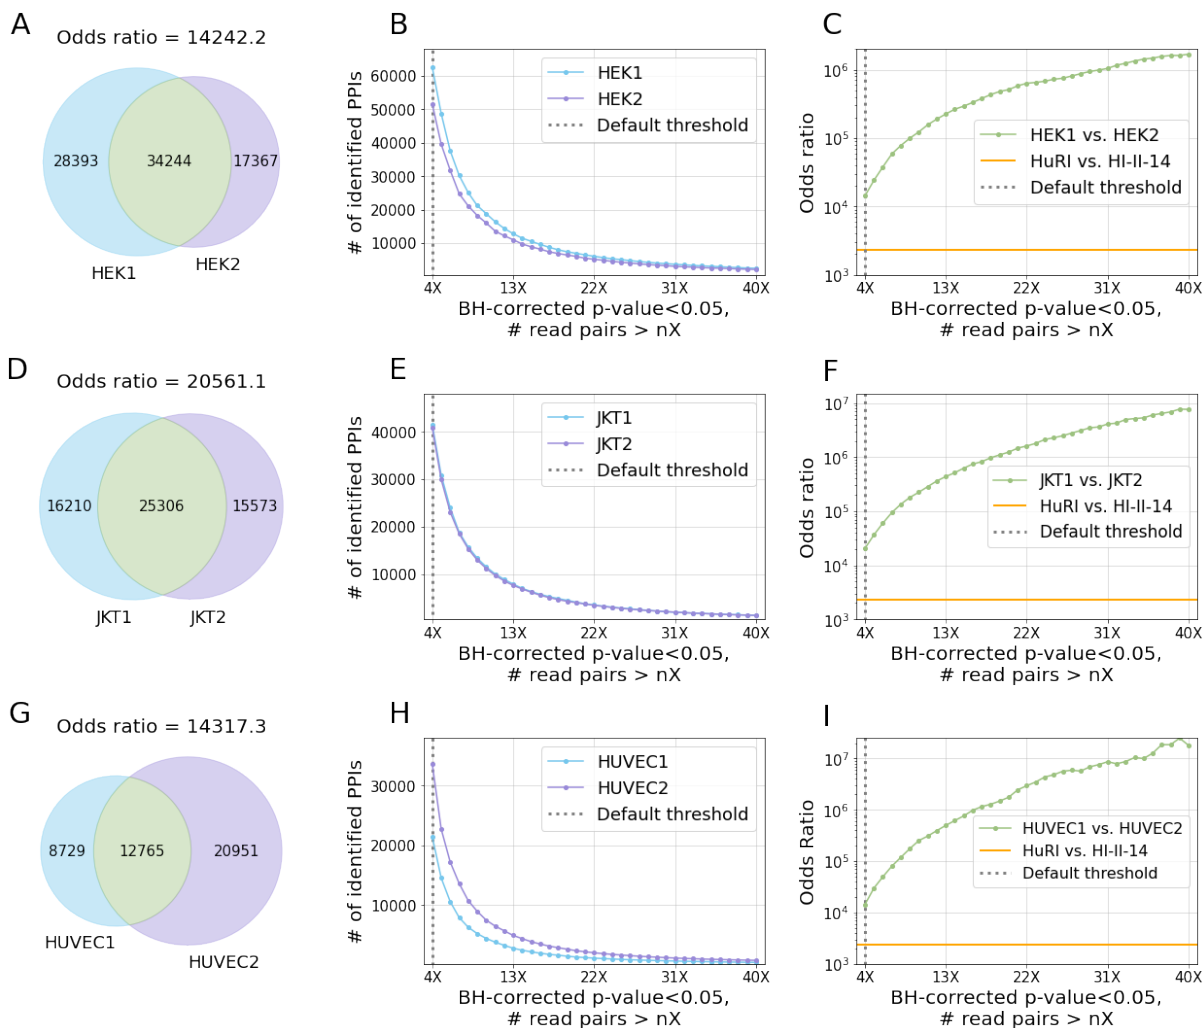 A
Odds ratio = 14242.2
28393
34244
17367
HEK1
HEK2
B
# of identified PPIs
60000
50000
40000
30000
20000
10000
HEK1
HEK2
Default threshold
4X
13X
22X
31X
40X
BH-corrected p-value<0.05,
# read pairs > nX
C
Odds ratio
10^6
10^5
10^4
10^3
HEK1 vs. HEK2
HuRI vs. HI-II-14
Default threshold
4X
13X
22X
31X
40X
BH-corrected p-value<0.05,
# read pairs > nX
D
Odds ratio = 20561.1
16210
25306
15573
JKT1
JKT2
E
# of identified PPIs
40000
30000
20000
10000
JKT1
JKT2
Default threshold
4X
13X
22X
31X
40X
BH-corrected p-value<0.05,
# read pairs > nX
F
Odds ratio
10^7
10^6
10^5
10^4
10^3
JKT1 vs. JKT2
HuRI vs. HI-II-14
Default threshold
4X
13X
22X
31X
40X
BH-corrected p-value<0.05,
# read pairs > nX
G
Odds ratio = 14317.3
8729
12765
20951
HUVEC1
HUVEC2
H
# of identified PPIs
30000
20000
10000
HUVEC1
HUVEC2
Default threshold
4X
13X
22X
31X
40X
BH-corrected p-value<0.05,
# read pairs > nX
I
Odds Ratio
10^7
10^6
10^5
10^4
10^3
HUVEC1 vs. HUVEC2
HuRI vs. HI-II-14
Default threshold
4X
13X
22X
31X
40X
BH-corrected p-value<0.05,
# read pairs > nX